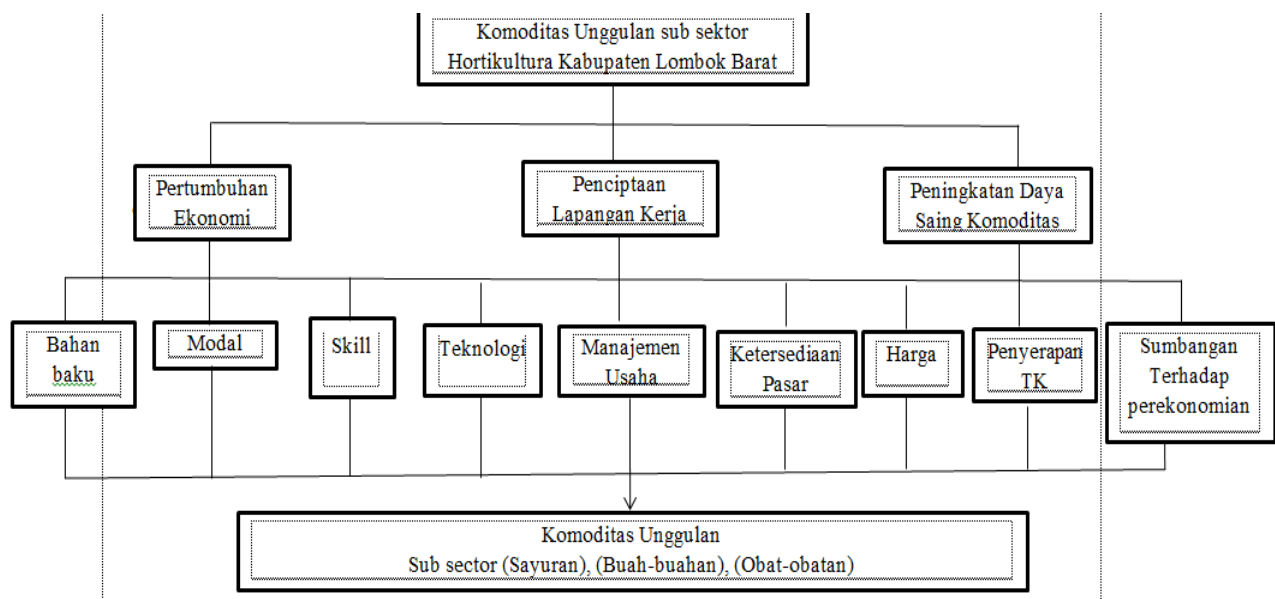 Komoditas Unggulan sub sektor
Hortikultura Kabupaten Lombok Barat
Pertumbuhan
Ekonomi
Penciptaan
Lapangan Kerja
Peningkatan Daya
Saing Komoditas
Bahan
baku
Modal
Skill
Teknologi
Manajemen
Usaha
Ketersediaan
Pasar
Harga
Penyerapan
TK
Sumbangan
Terhadap
perekonomian
Komoditas Unggulan
Sub sector (Sayuran), (Buah-buahan), (Obat-obatan)